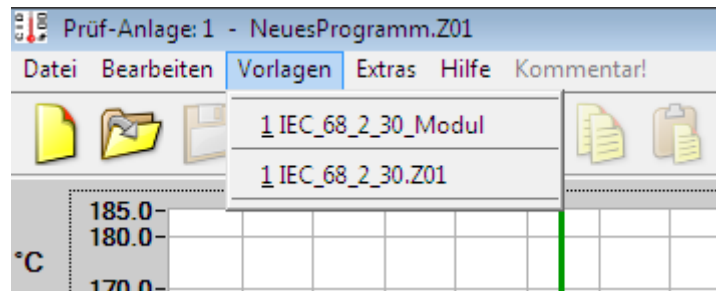 Prüf-Anlage: 1 - NeuesProgramm.Z01
Datei Bearbeiten Vorlagen Extras Hilfe Kommentar!
1 IEC_68_2_30_Modul
1 IEC_68_2_30.Z01
185.0
180.0
°C
170.0